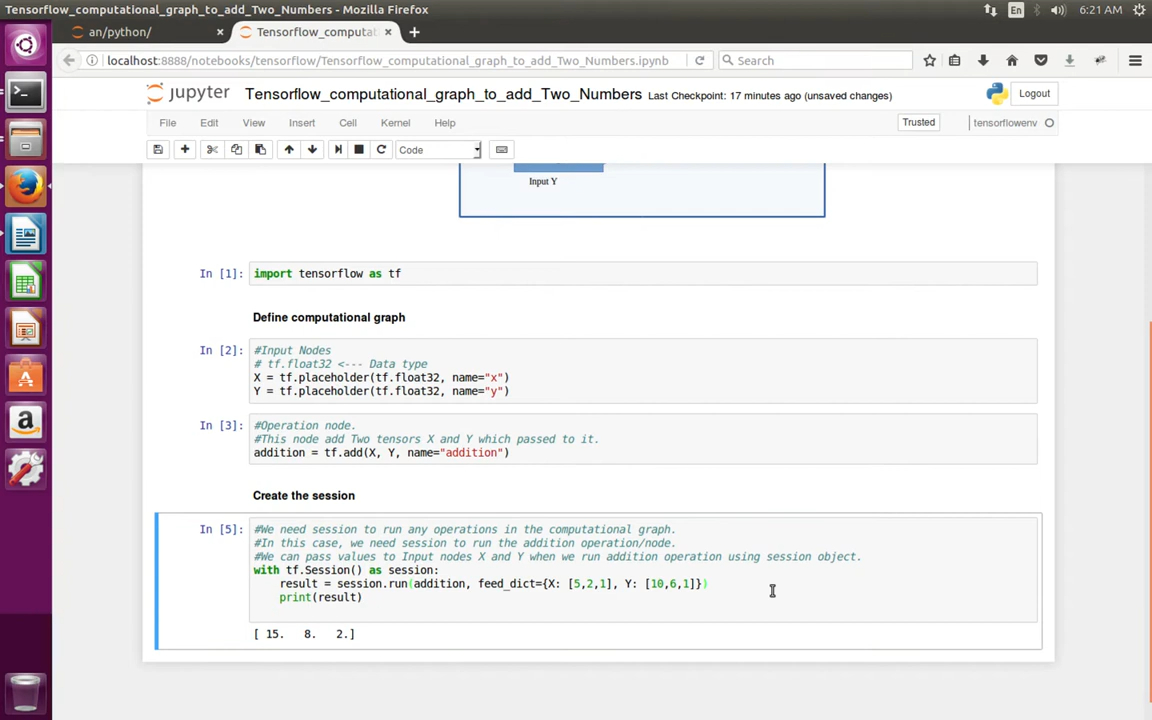 Tensorflow_computational_graph_to_add_Two_Numbers - Mozilla Firefox
En
6:21 AM
an/python/
Tensorflow_computat
localhost:8888/notebooks/tensorflow/Tensorflow_computational_graph_to_add_Two_Numbers.ipynb
Search
jupyter
Tensorflow_computational_graph_to_add_Two_Numbers
Last Checkpoint: 17 minutes ago (unsaved changes)
Logout
File Edit View Insert Cell Kernel Help
Trusted
tensorflowenv
Code
Input Y
In [1]: import tensorflow as tf
Define computational graph
In [2]: #Input Nodes
# tf.float32 <--- Data type
X = tf.placeholder(tf.float32, name="x")
Y = tf.placeholder(tf.float32, name="y")
In [3]: #Operation node.
#This node add Two tensors X and Y which passed to it.
addition = tf.add(X, Y, name="addition")
Create the session
In [5]: #We need session to run any operations in the computational graph.
#In this case, we need session to run the addition operation/node.
#We can pass values to Input nodes X and Y when we run addition operation using session object.
with tf.Session() as session:
result = session.run(addition, feed_dict={X: [5,2,1], Y: [10,6,1]})
print(result)
[ 15. 8. 2.]